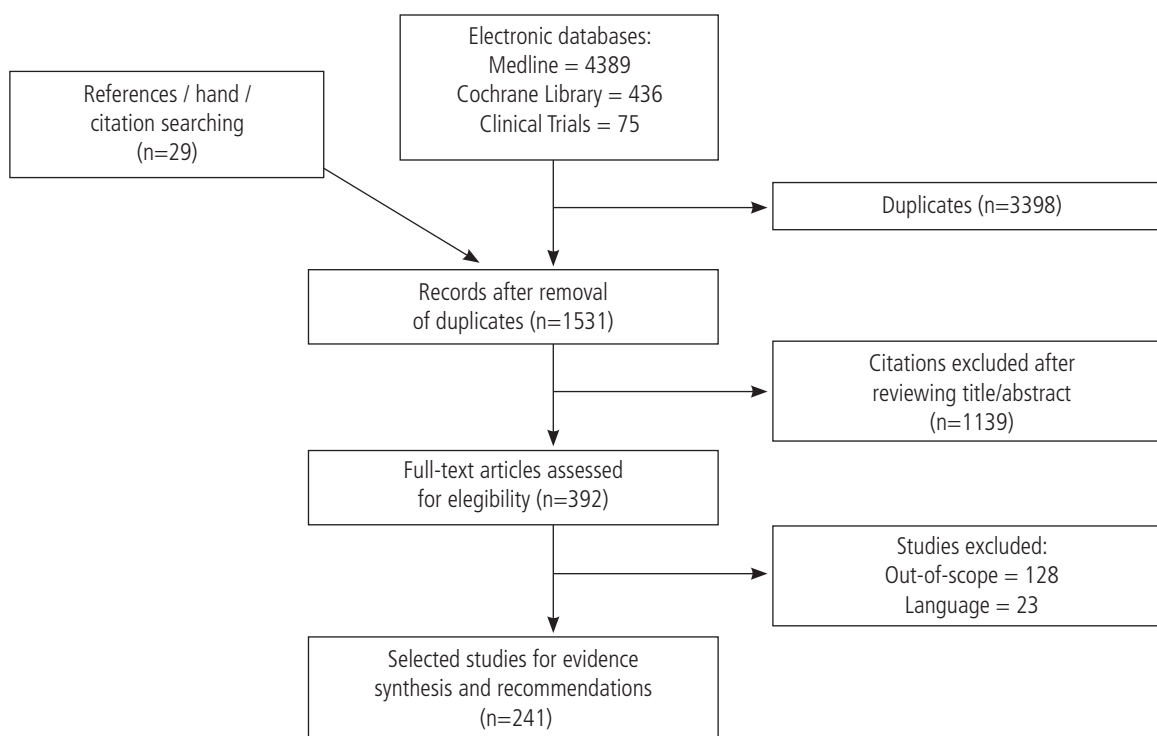 Electronic databases:
Medline = 4389
Cochrane Library = 436
Clinical Trials = 75
References / hand /
citation searching
(n=29)
Duplicates (n=3398)
Records after removal
of duplicates (n=1531)
Citations excluded after
reviewing title/abstract
(n=1139)
Full-text articles assessed
for elegibility (n=392)
Studies excluded:
Out-of-scope = 128
Language = 23
Selected studies for evidence
synthesis and recommendations
(n=241)